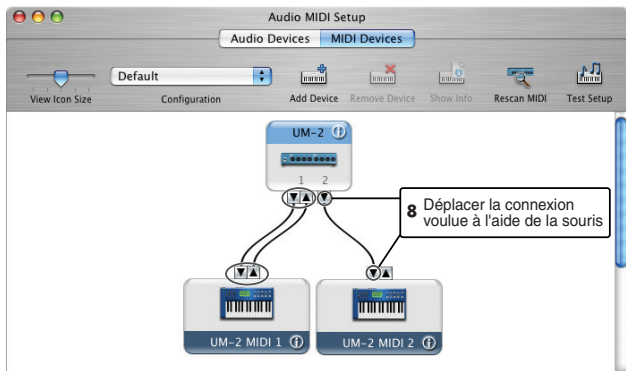 Audio MIDI Setup
Audio Devices MIDI Devices
Default
View Icon Size Configuration Add Device Remove Device Show Info Rescan MIDI Test Setup
UM-2
1 2
8 Déplacer la connexion
voulue à l'aide de la souris
UM-2 MIDI 1 UM-2 MIDI 2